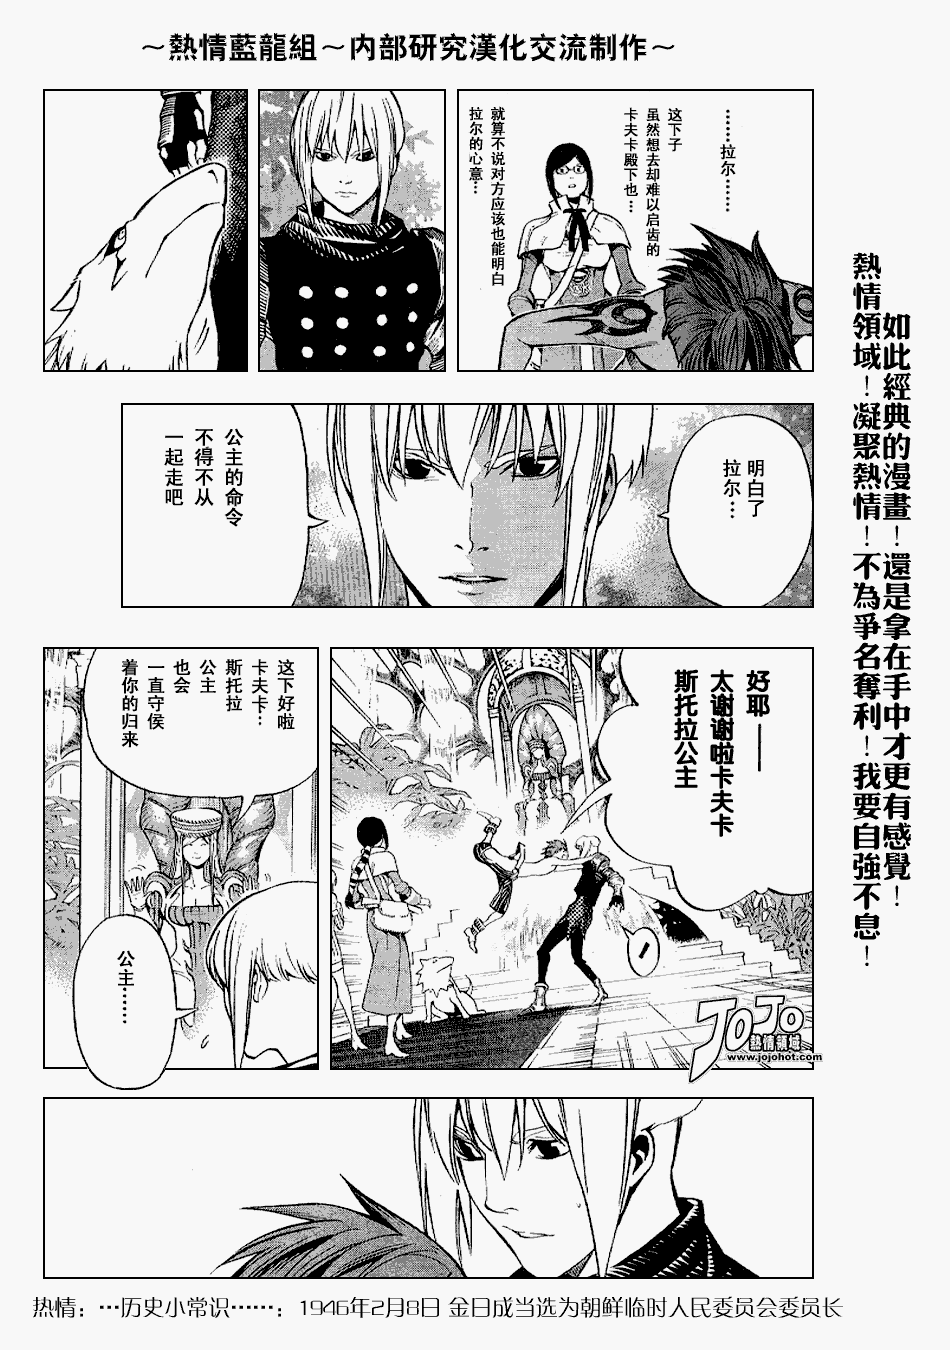 ～熱情藍龍組～内部研究漢化交流制作～
……拉尔………
这下子
虽然想去却难以启齿的
卡夫卡殿下也…
就算不说对方应该也能明白
拉尔的心意…
明白了
拉尔…
公主的命令
不得不从
一起走吧
好耶——
太谢谢啦卡夫卡
斯托拉公主
这下好啦
卡夫卡…
斯托拉
公主
也会
一直守侯
着你的归来
公主……
如此經典的漫畫！還是拿在手中才更有感覺！
熱情領域！凝聚熱情！不為爭名奪利！我要自強不息！
JOJO
熱情領域
www.jojohot.com
热情：…历史小常识……：1946年2月8日 金日成当选为朝鲜临时人民委员会委员长